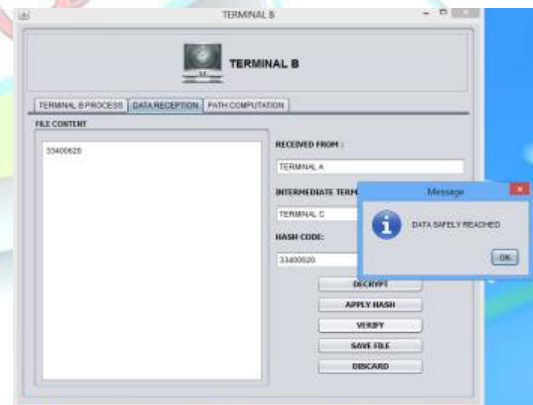 TERMINAL B
TERMINAL B
TERMINAL B PROCESS DATA RECEPTION PATH COMPUTATION
FILE CONTENT
33400620
RECEIVED FROM :
TERMINAL A
INTERMEDIATE TERM
TERMINAL C
HASH CODE:
33400620
Message
DATA SAFELY REACHED
OK
DECRYPT
APPLY HASH
VERIFY
SAVE FILE
DISCARD